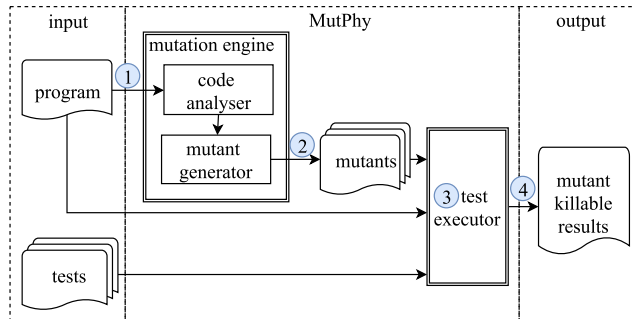 input
MutPhy
output
mutation engine
program
1
code
analyser
mutant
generator
2
mutants
3 test
executor
4
mutant
killable
results
tests